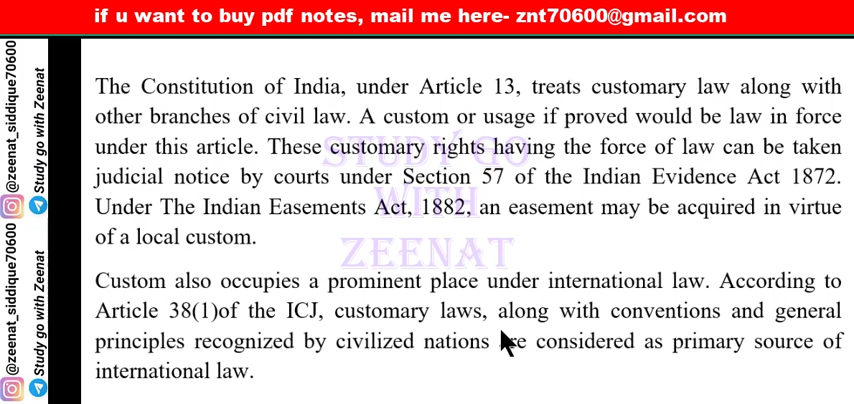 if u want to buy pdf notes, mail me here- znt70600@gmail.com
The Constitution of India, under Article 13, treats customary law along with
other branches of civil law. A custom or usage if proved would be law in force
under this article. These customary rights having the force of law can be taken
judicial notice by courts under Section 57 of the Indian Evidence Act 1872.
Under The Indian Easements Act, 1882, an easement may be acquired in virtue
of a local custom.
Custom also occupies a prominent place under international law. According to
Article 38(1)of the ICJ, customary laws, along with conventions and general
principles recognized by civilized nations are considered as primary source of
international law.
STUDY GO
WITH
ZEENAT
@zeenat_siddique70600
Study go with Zeenat
@zeenat_siddique70600
Study go with Zeenat